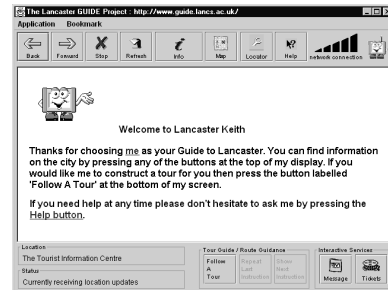 The Lancaster GUIDE Project : http://www.guide.lancs.ac.uk/
Application Bookmark
Back Forward Stop Refresh Info Map Locator Help network connection
Welcome to Lancaster Keith
Thanks for choosing me as your Guide to Lancaster. You can find information
on the city by pressing any of the buttons at the top of my display. If you
would like me to construct a tour for you then press the button labelled
'Follow A Tour' at the bottom of my screen.
If you need help at any time please don't hesitate to ask me by pressing the
Help button.
Location
The Tourist Information Centre
Status
Currently receiving location updates
Tour Guide / Route Guidance
Follow Repeat Show
A Last Next
Tour Instruction Instruction
Interactive Services
Message Tickets